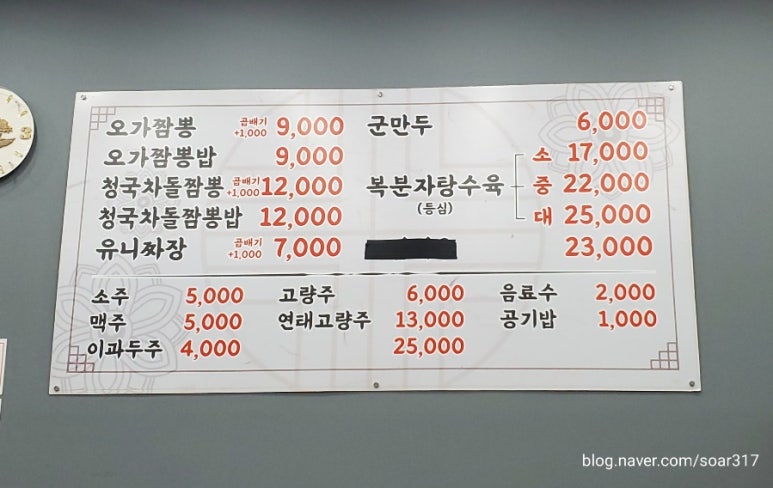 오가짬뽕 곱배기 +1,000 9,000
오가짬뽕밥 9,000
청국차돌짬뽕 곱배기 +1,000 12,000
청국차돌짬뽕밥 12,000
유니짜장 곱배기 +1,000 7,000
군만두 6,000
소 17,000
복분자탕수육 중 22,000
(등심)
대 25,000
23,000
소주 5,000
맥주 5,000
이과두주 4,000
고량주 6,000
연태고량주 13,000
25,000
음료수 2,000
공기밥 1,000
blog.naver.com/soar317